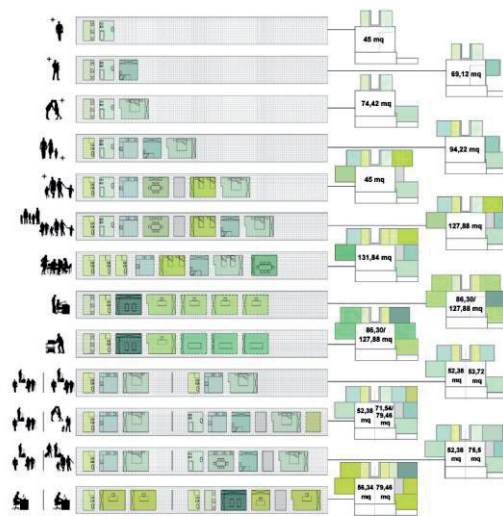 45 mq
69,12 mq
74,42 mq
94,22 mq
45 mq
127,88 mq
131,84 mq
86,30/
127,88 mq
86,30/
127,88 mq
52,38 53,72
mq mq
52,38 71,54/
mq 79,46
mq
52,38 75,5
mq mq
56,34 79,46
mq mq